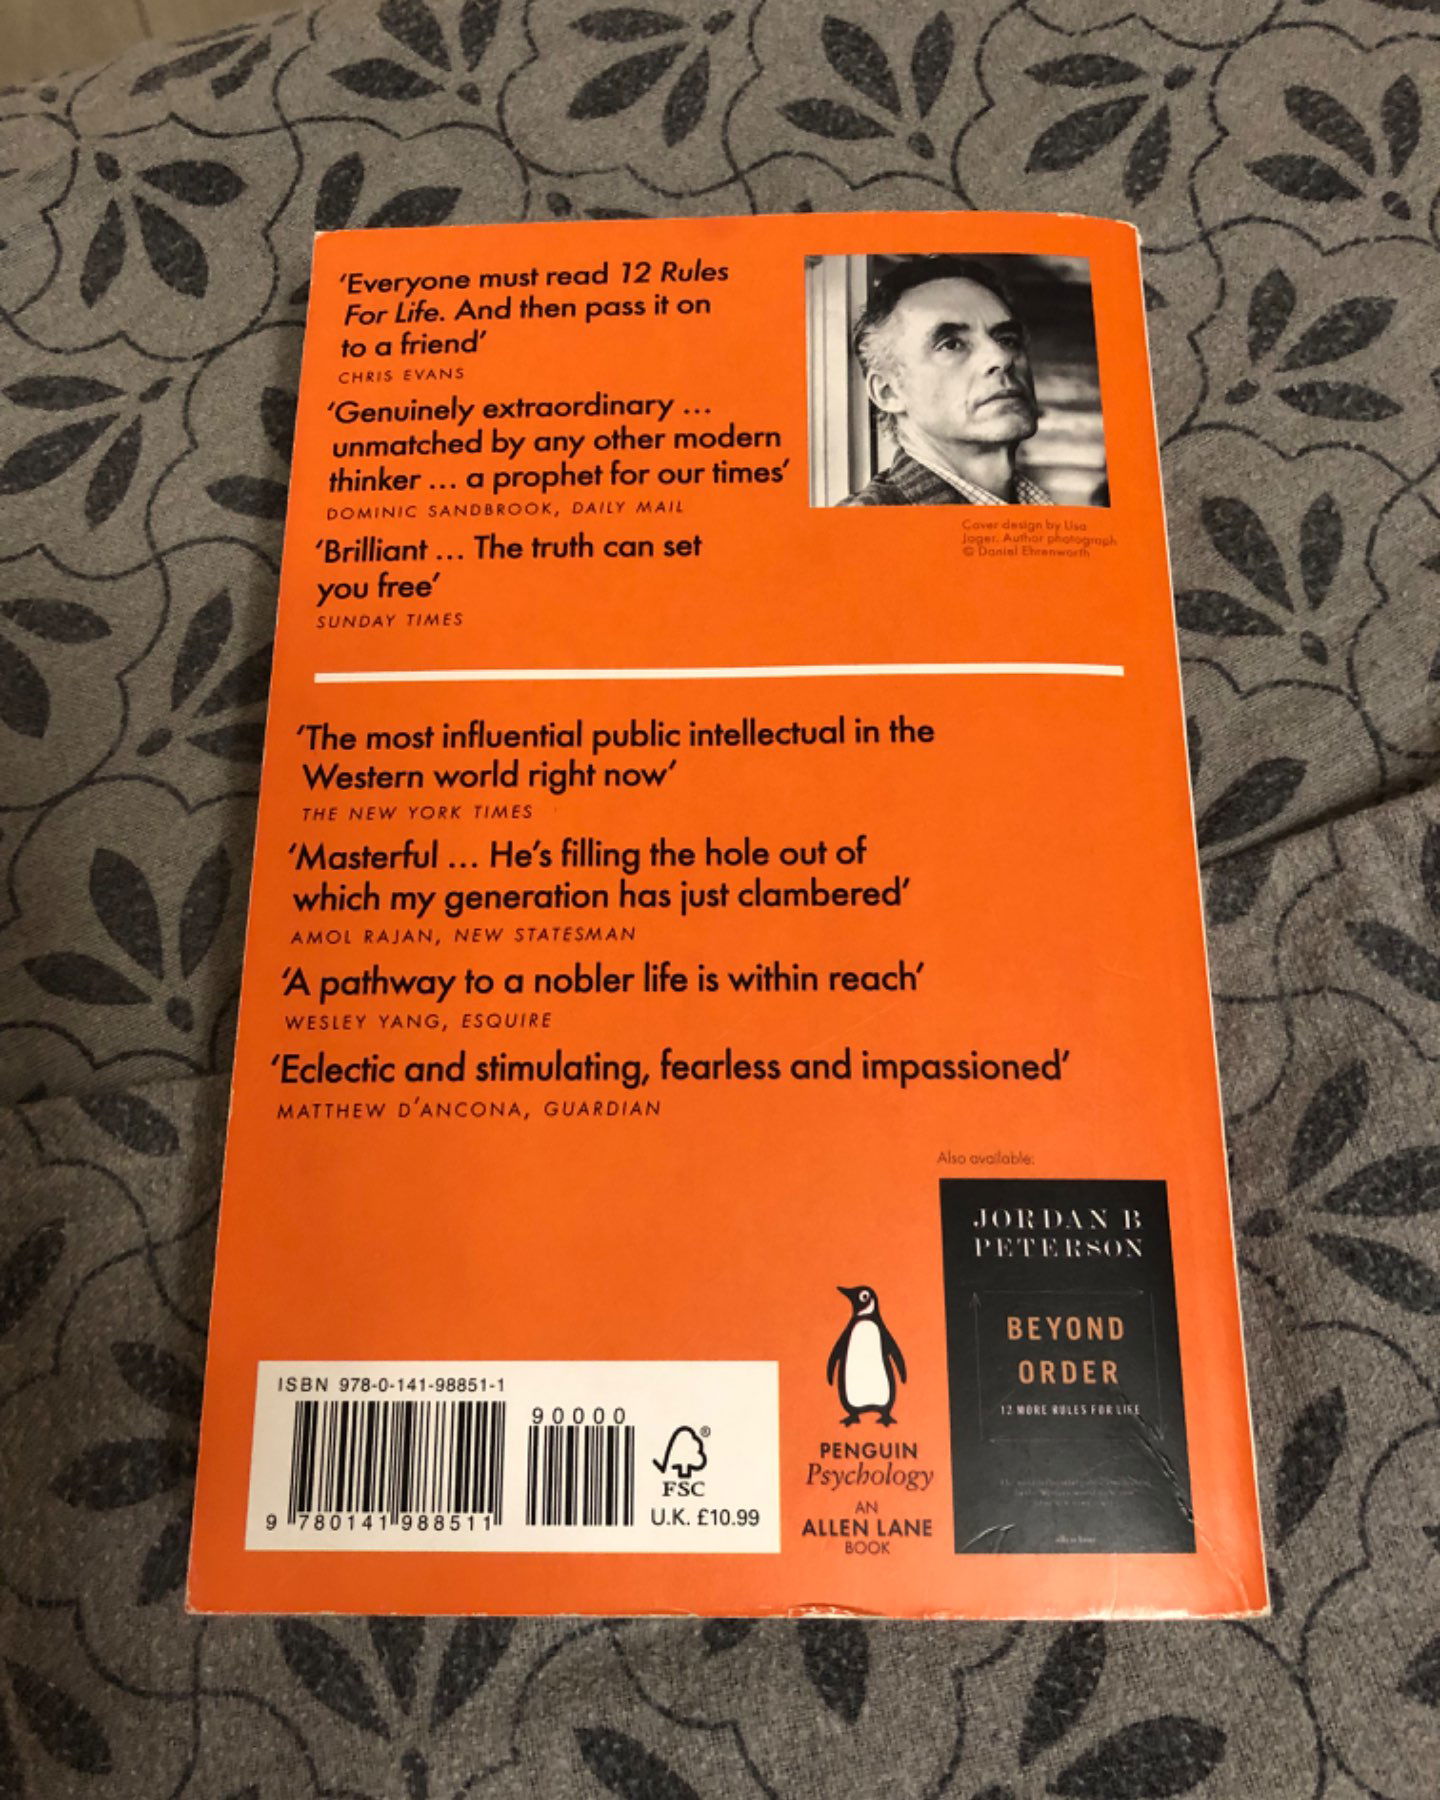 ‘Everyone must read 12 Rules
For Life. And then pass it on
to a friend’
CHRIS EVANS
‘Genuinely extraordinary ...
unmatched by any other modern
thinker ... a prophet for our times’
DOMINIC SANDBROOK, DAILY MAIL
‘Brilliant ... The truth can set
you free’
SUNDAY TIMES
Cover design by Lisa
Jager. Author photograph
© Daniel Ehrenworth
‘The most influential public intellectual in the
Western world right now’
THE NEW YORK TIMES
‘Masterful ... He’s filling the hole out of
which my generation has just clambered’
AMOL RAJAN, NEW STATESMAN
‘A pathway to a nobler life is within reach’
WESLEY YANG, ESQUIRE
‘Eclectic and stimulating, fearless and impassioned’
MATTHEW D’ANCONA, GUARDIAN
Also available:
JORDAN B
PETERSON
BEYOND
ORDER
12 MORE RULES FOR LIFE
ISBN 978-0-141-98851-1
90000
9 780141 988511
FSC
U.K. £10.99
PENGUIN
Psychology
AN
ALLEN LANE
BOOK